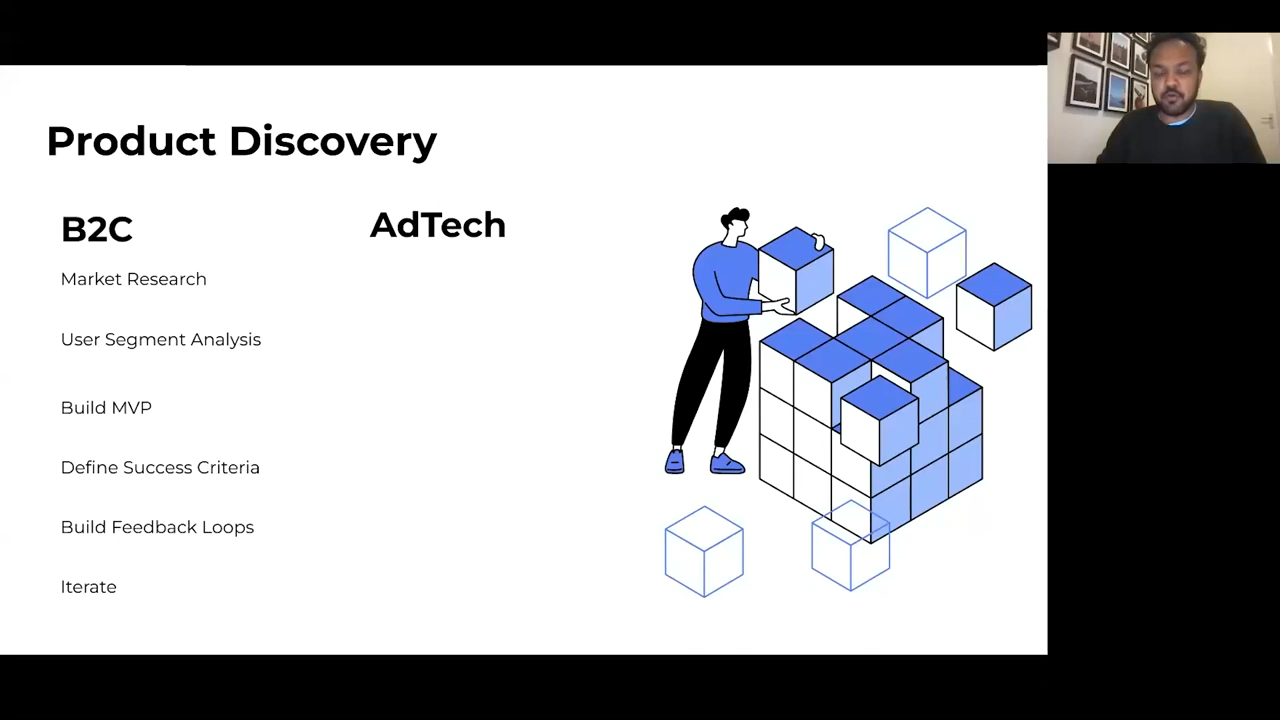 Product Discovery
B2C
AdTech
Market Research
User Segment Analysis
Build MVP
Define Success Criteria
Build Feedback Loops
Iterate